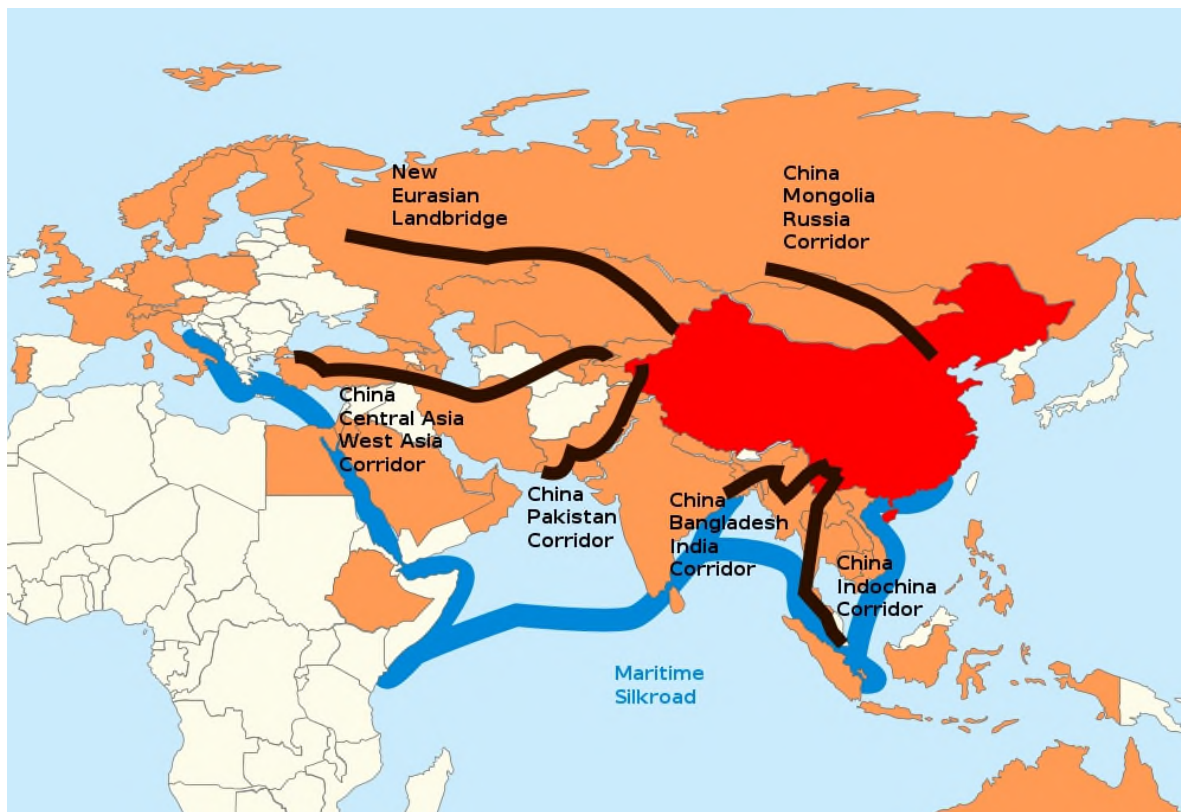 New
Eurasian
Landbridge
China
Mongolia
Russia
Corridor
China
Central Asia
West Asia
Corridor
China
Pakistan
Corridor
China
Bangladesh
India
Corridor
China
Indochina
Corridor
Maritime
Silkroad